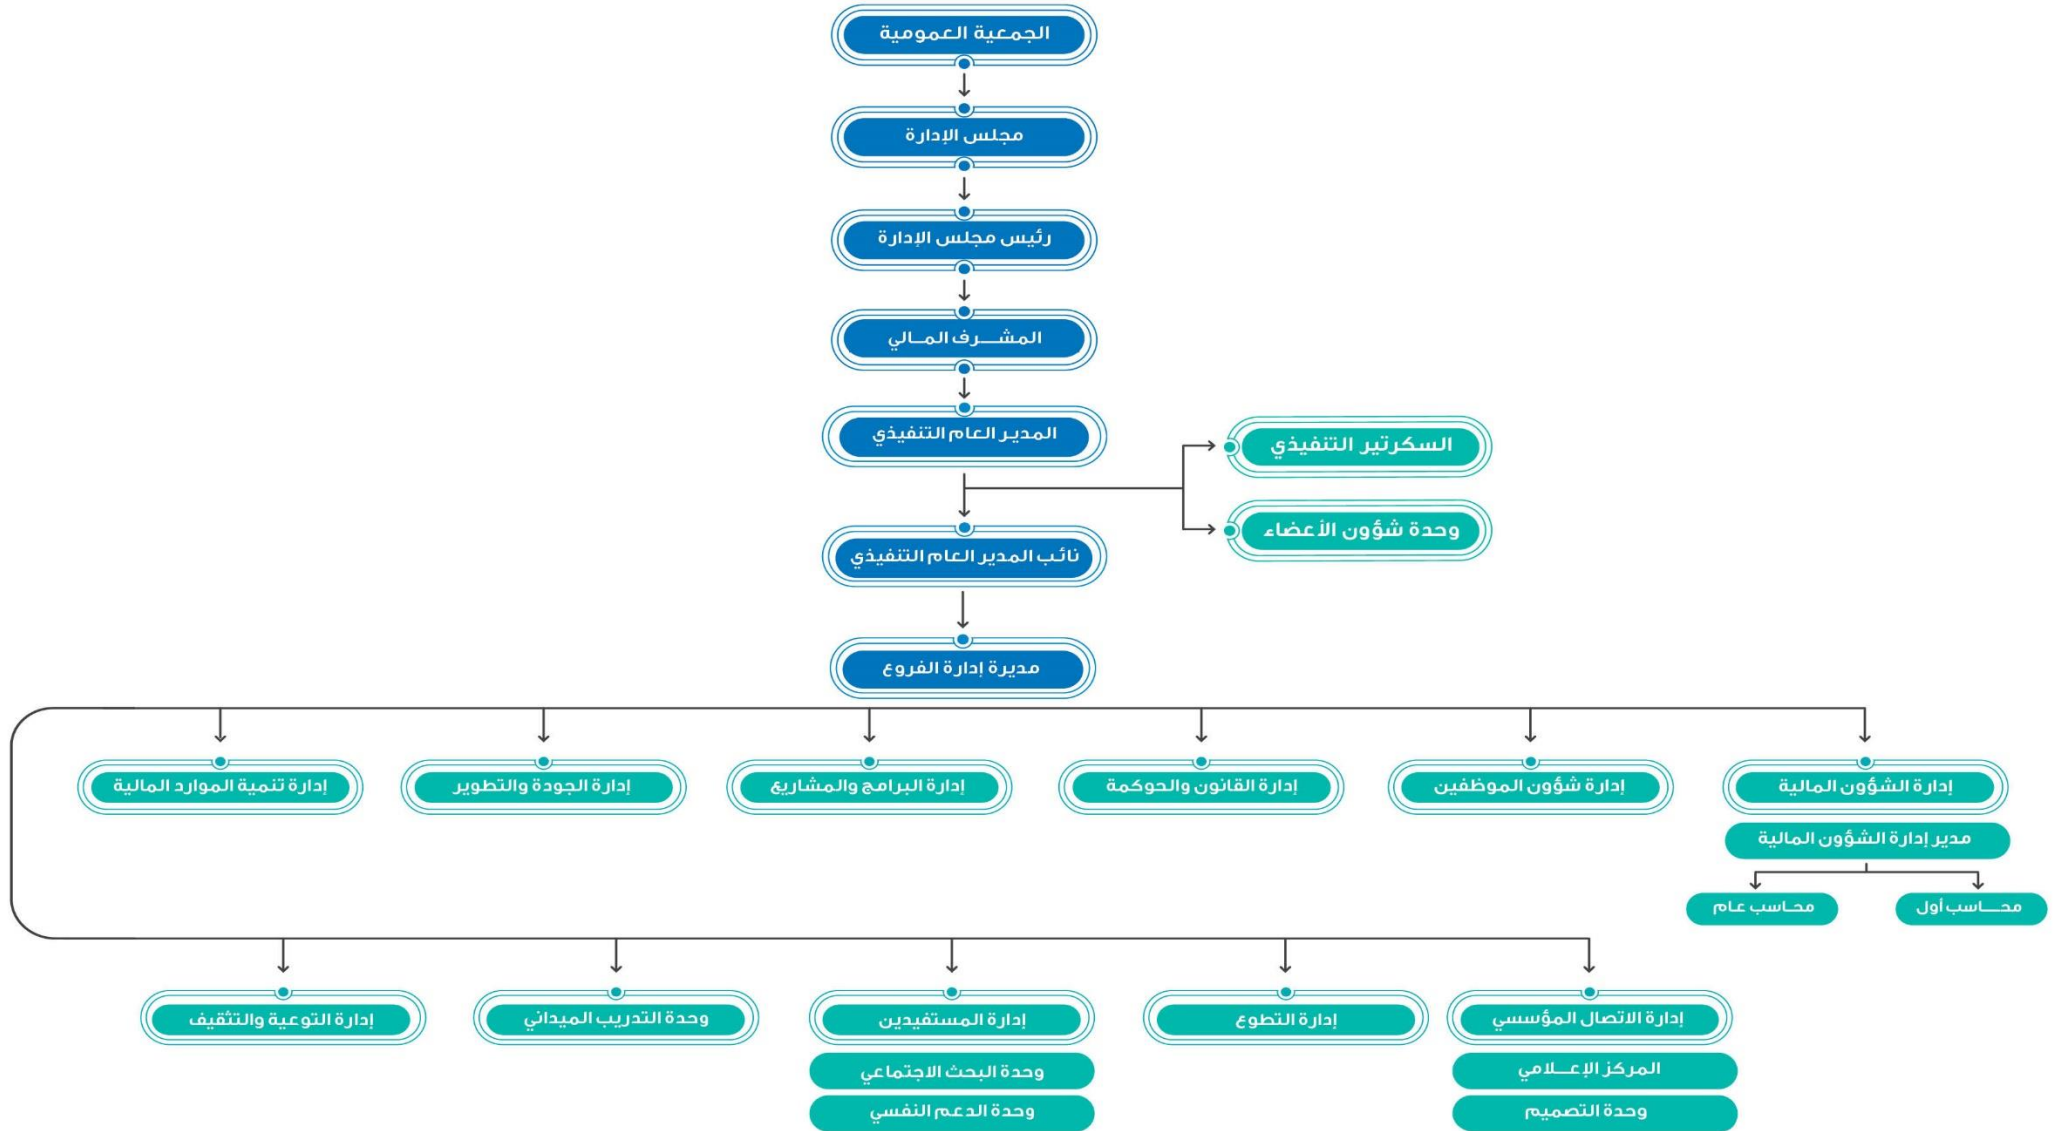 الجمعية العمومية
مجلس الإدارة
رئيس مجلس الإدارة
المشـــرف المــالي
المدير العام التنفيذي
السكرتير التنفيذي
وحدة شؤون الأعضاء
نائب المدير العام التنفيذي
مديرة إدارة الفروع
إدارة الشؤون المالية
إدارة شؤون الموظفين
إدارة القانون والحوكمة
إدارة البرامج والمشاريع
إدارة الجودة والتطوير
إدارة تنمية الموارد المالية
مدير إدارة الشؤون المالية
محـــاسب أول
محـاسب عام
إدارة الاتصال المؤسسي
إدارة التطوع
إدارة المستفيدين
وحدة التدريب الميداني
إدارة التوعية والتثقيف
المركز الإعـــلامي
وحدة البحث الاجتماعي
وحدة التصميم
وحدة الدعم النفسي